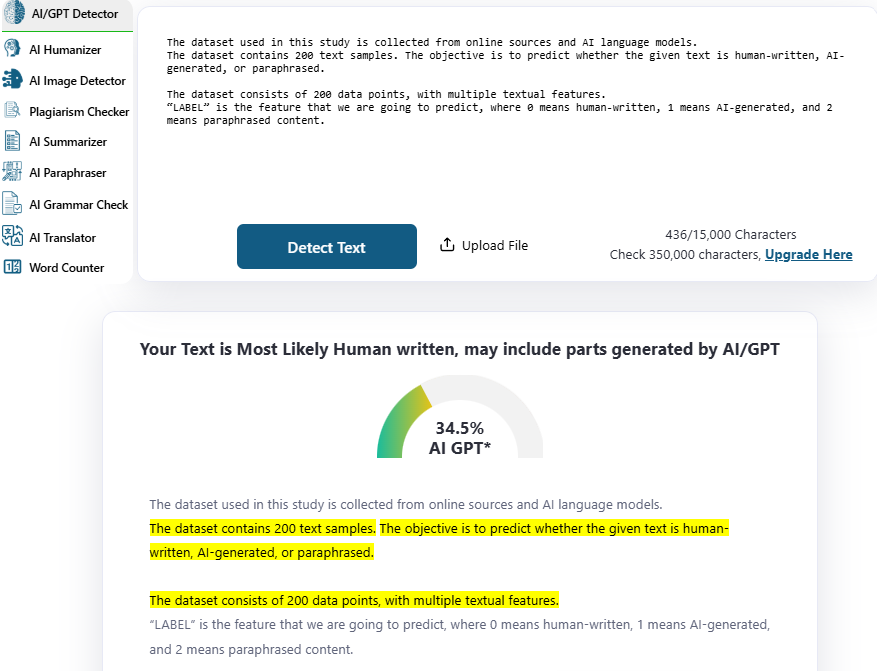 AI/GPT Detector
AI Humanizer
AI Image Detector
Plagiarism Checker
AI Summarizer
AI Paraphraser
AI Grammar Check
AI Translator
Word Counter
The dataset used in this study is collected from online sources and AI language models.
The dataset contains 200 text samples. The objective is to predict whether the given text is human-written, AI-
generated, or paraphrased.
The dataset consists of 200 data points, with multiple textual features.
“LABEL” is the feature that we are going to predict, where 0 means human-written, 1 means AI-generated, and 2
means paraphrased content.
Detect Text
Upload File
436/15,000 Characters
Check 350,000 characters, Upgrade Here
Your Text is Most Likely Human written, may include parts generated by AI/GPT
34.5%
AI GPT*
The dataset used in this study is collected from online sources and AI language models.
The dataset contains 200 text samples. The objective is to predict whether the given text is human-
written, AI-generated, or paraphrased.
The dataset consists of 200 data points, with multiple textual features.
“LABEL” is the feature that we are going to predict, where 0 means human-written, 1 means AI-generated,
and 2 means paraphrased content.